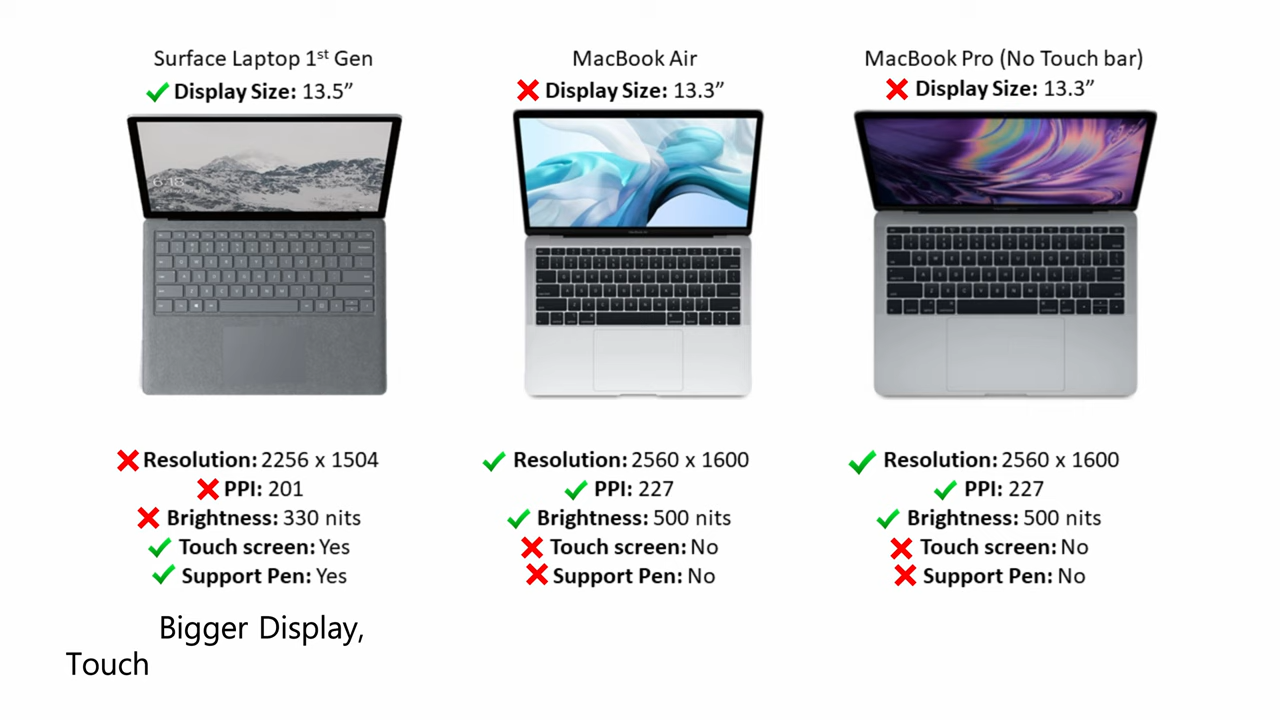 Surface Laptop 1st Gen
✓ Display Size: 13.5”
6:18
❌ Resolution: 2256 x 1504
❌ PPI: 201
❌ Brightness: 330 nits
✓ Touch screen: Yes
✓ Support Pen: Yes
Bigger Display,
Touch
MacBook Air
❌ Display Size: 13.3”
✓ Resolution: 2560 x 1600
✓ PPI: 227
✓ Brightness: 500 nits
❌ Touch screen: No
❌ Support Pen: No
MacBook Pro (No Touch bar)
❌ Display Size: 13.3”
✓ Resolution: 2560 x 1600
✓ PPI: 227
✓ Brightness: 500 nits
❌ Touch screen: No
❌ Support Pen: No